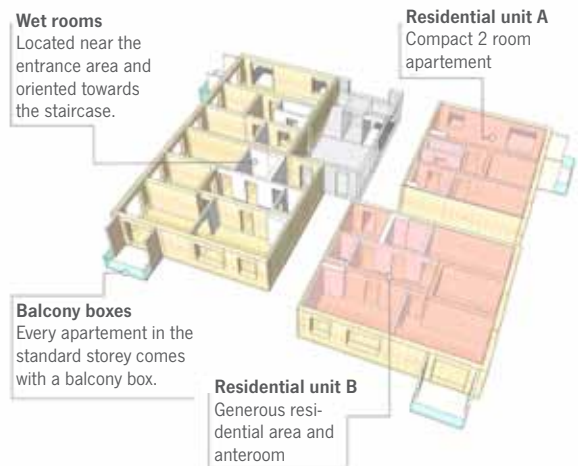 Wet rooms
Located near the
entrance area and
oriented towards
the staircase.
Residential unit A
Compact 2 room
apartement
Balcony boxes
Every apartement in the
standard storey comes
with a balcony box.
Residential unit B
Generous resi-
dential area and
anteroom